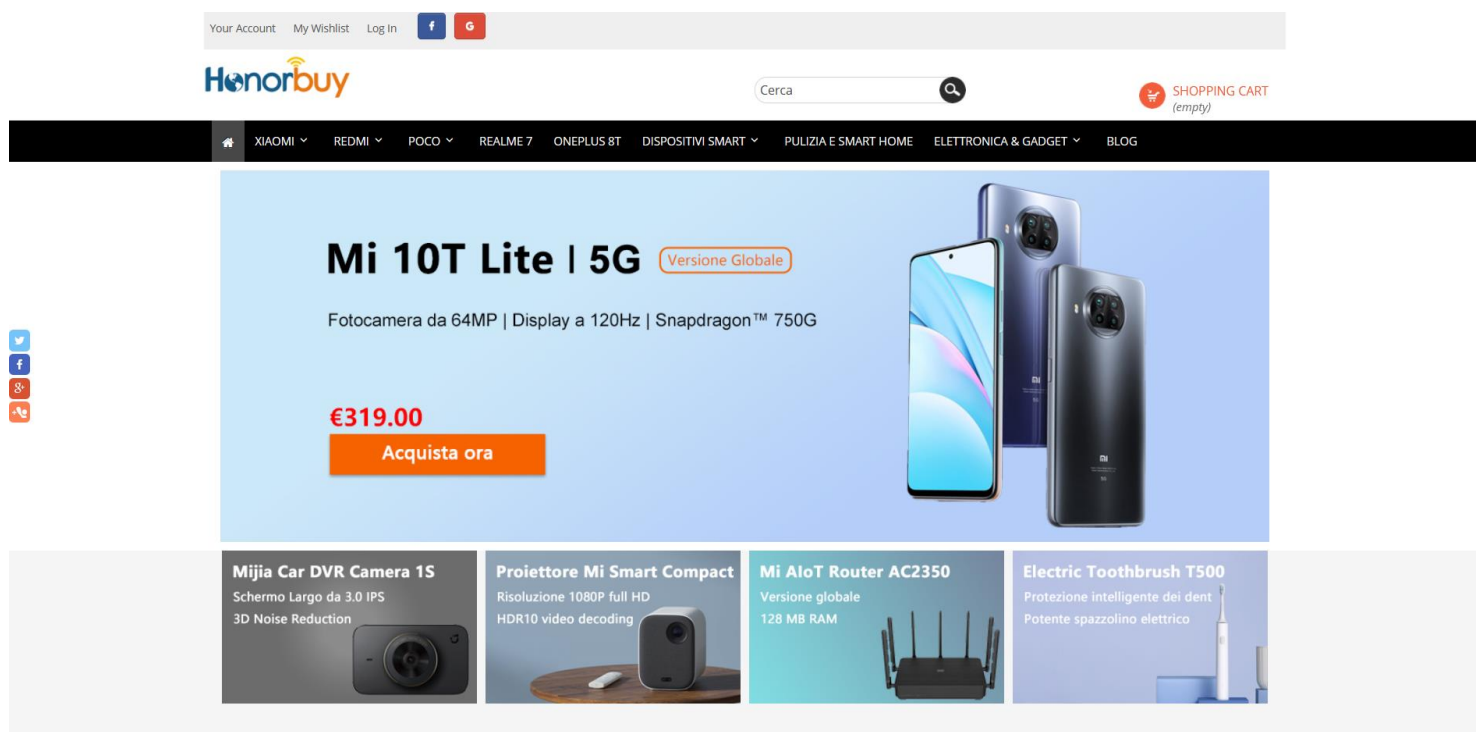 Your Account My Wishlist Log In f G
Honorbuy
Cerca
SHOPPING CART
(empty)
XIAOMI REDMI POCO REALME 7 ONEPLUS 8T DISPOSITIVI SMART PULIZIA E SMART HOME ELETTRONICA & GADGET BLOG
Mi 10T Lite | 5G Versione Globale
Fotocamera da 64MP | Display a 120Hz | Snapdragon™ 750G
€319.00
Acquista ora
Mijia Car DVR Camera 1S
Schermo Largo da 3.0 IPS
3D Noise Reduction
Proiettore Mi Smart Compact
Risoluzione 1080P full HD
HDR10 video decoding
Mi AIoT Router AC2350
Versione globale
128 MB RAM
Electric Toothbrush T500
Protezione intelligente dei dent
Potente spazzolino elettrico